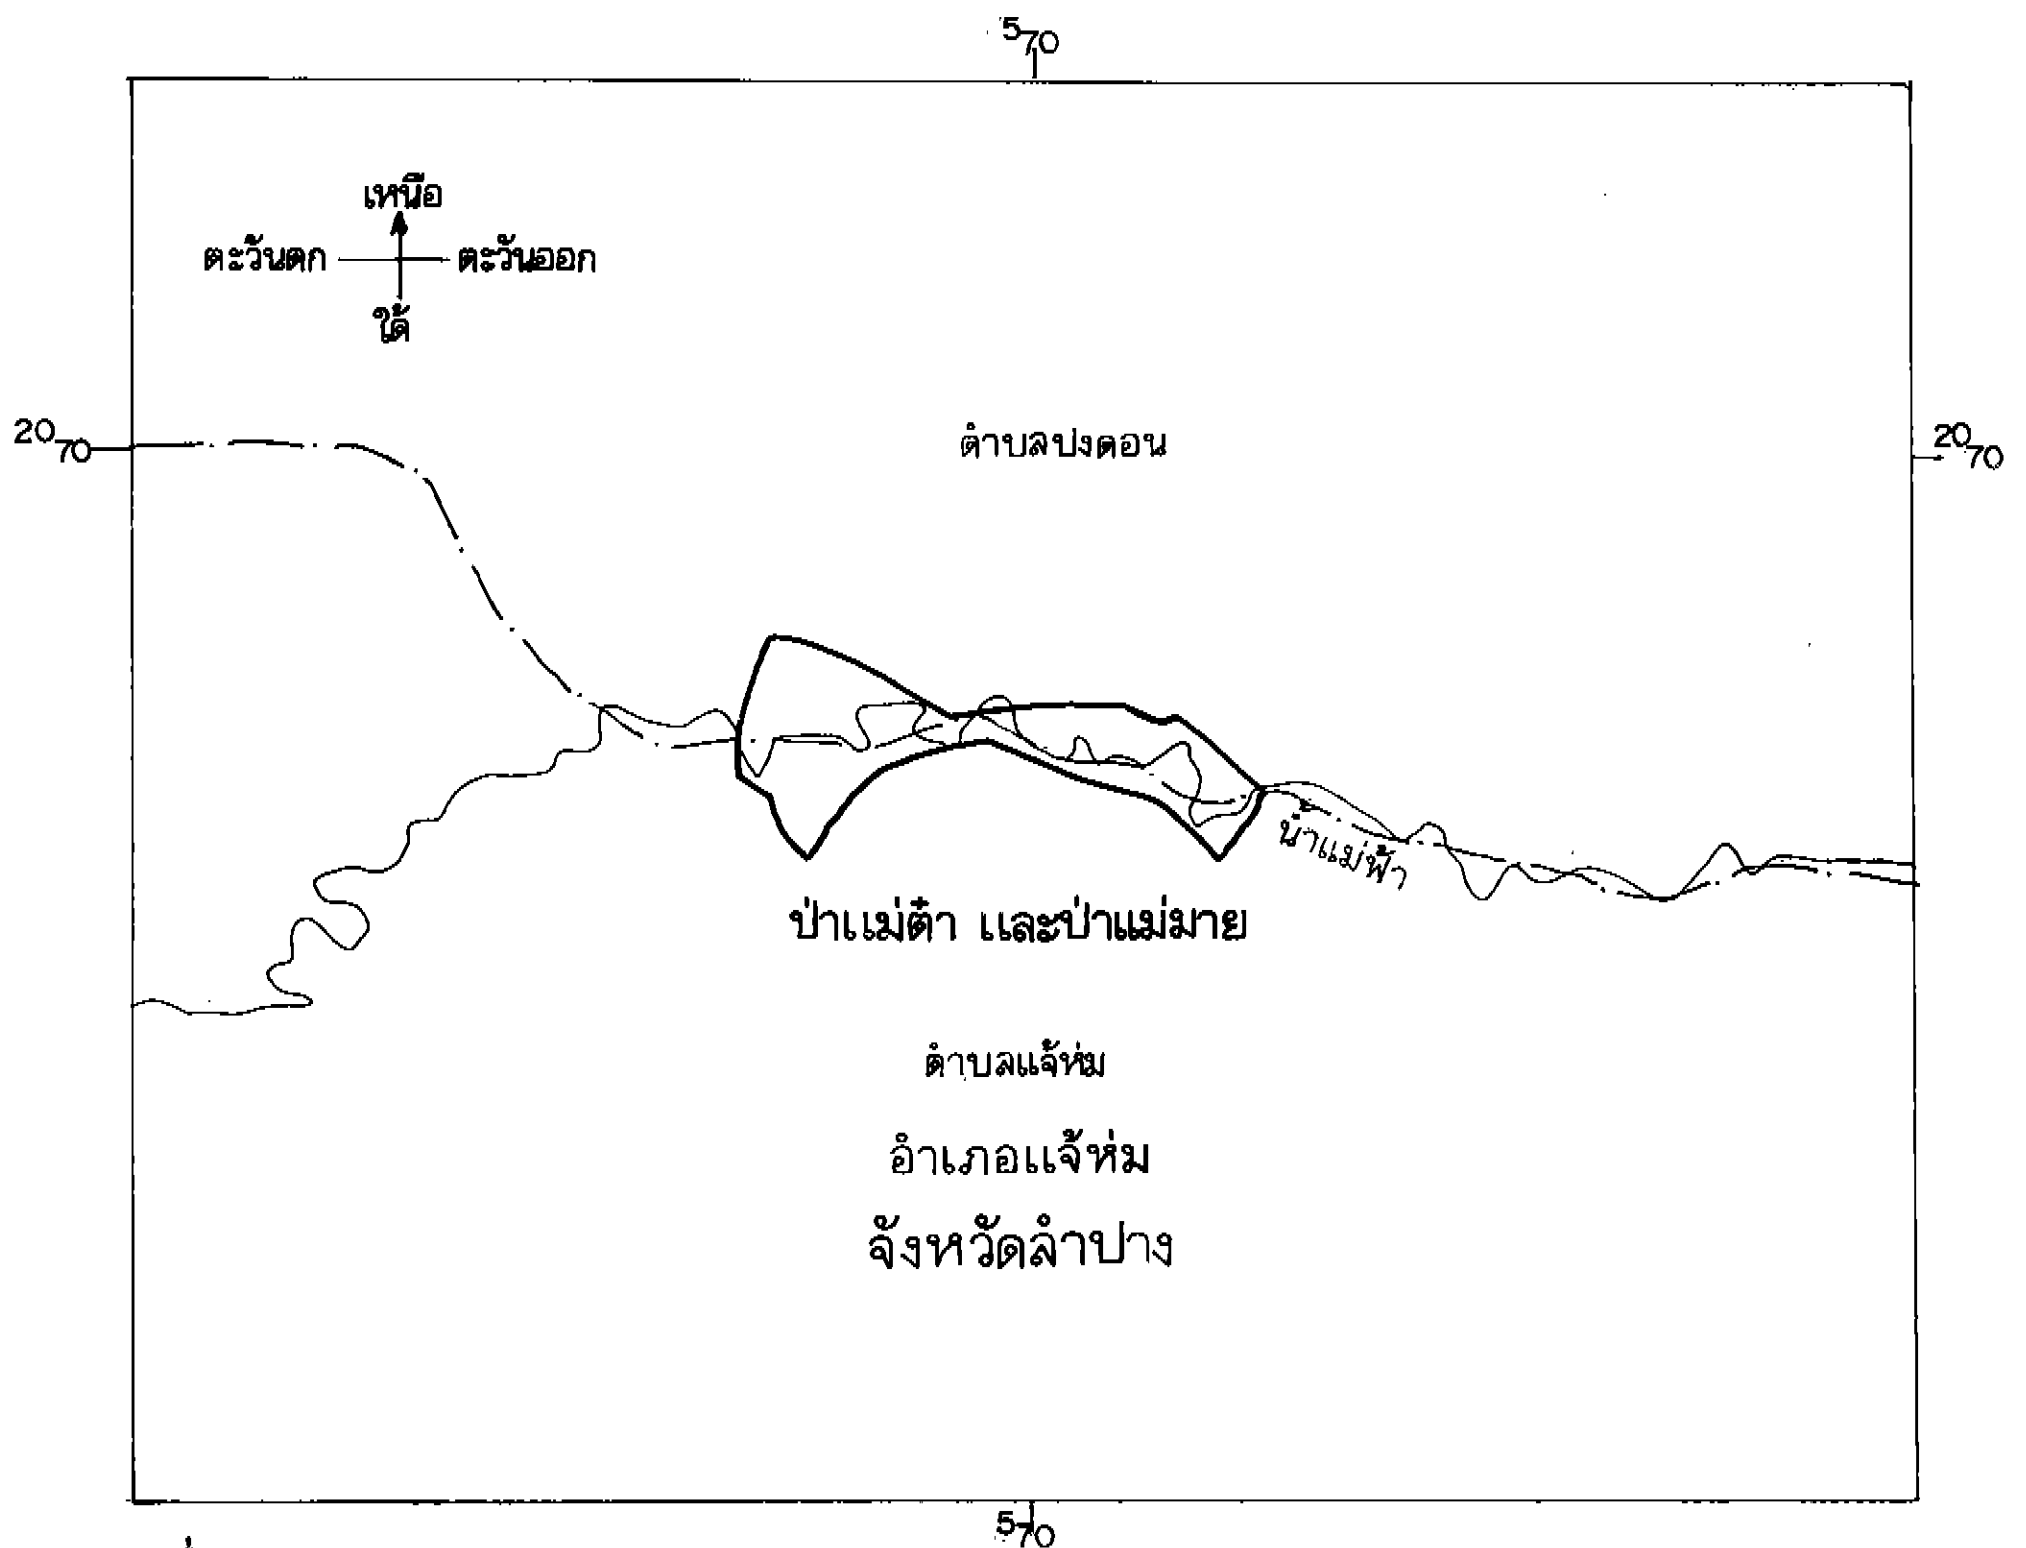 570
เหนือ
ตะวันตก ตะวันออก
ใต้
2070 2070
ตำบลปงดอน
น้ำแม่ฟ้า
ป่าแม่ต๋า และป่าแม่มาย
ตำบลแจ้ห่ม
อำเภอแจ้ห่ม
จังหวัดลำปาง
570